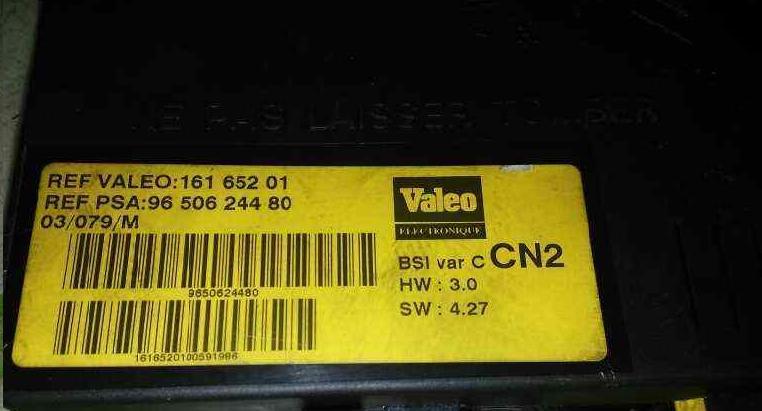 NE PAS LAISSER TOMBER
REF VALEO:161 652 01
REF PSA:96 506 244 80
03/079/M
9650624480
1616520100591996
Valeo
ELECTRONIQUE
BSI var C CN2
HW : 3.0
SW : 4.27